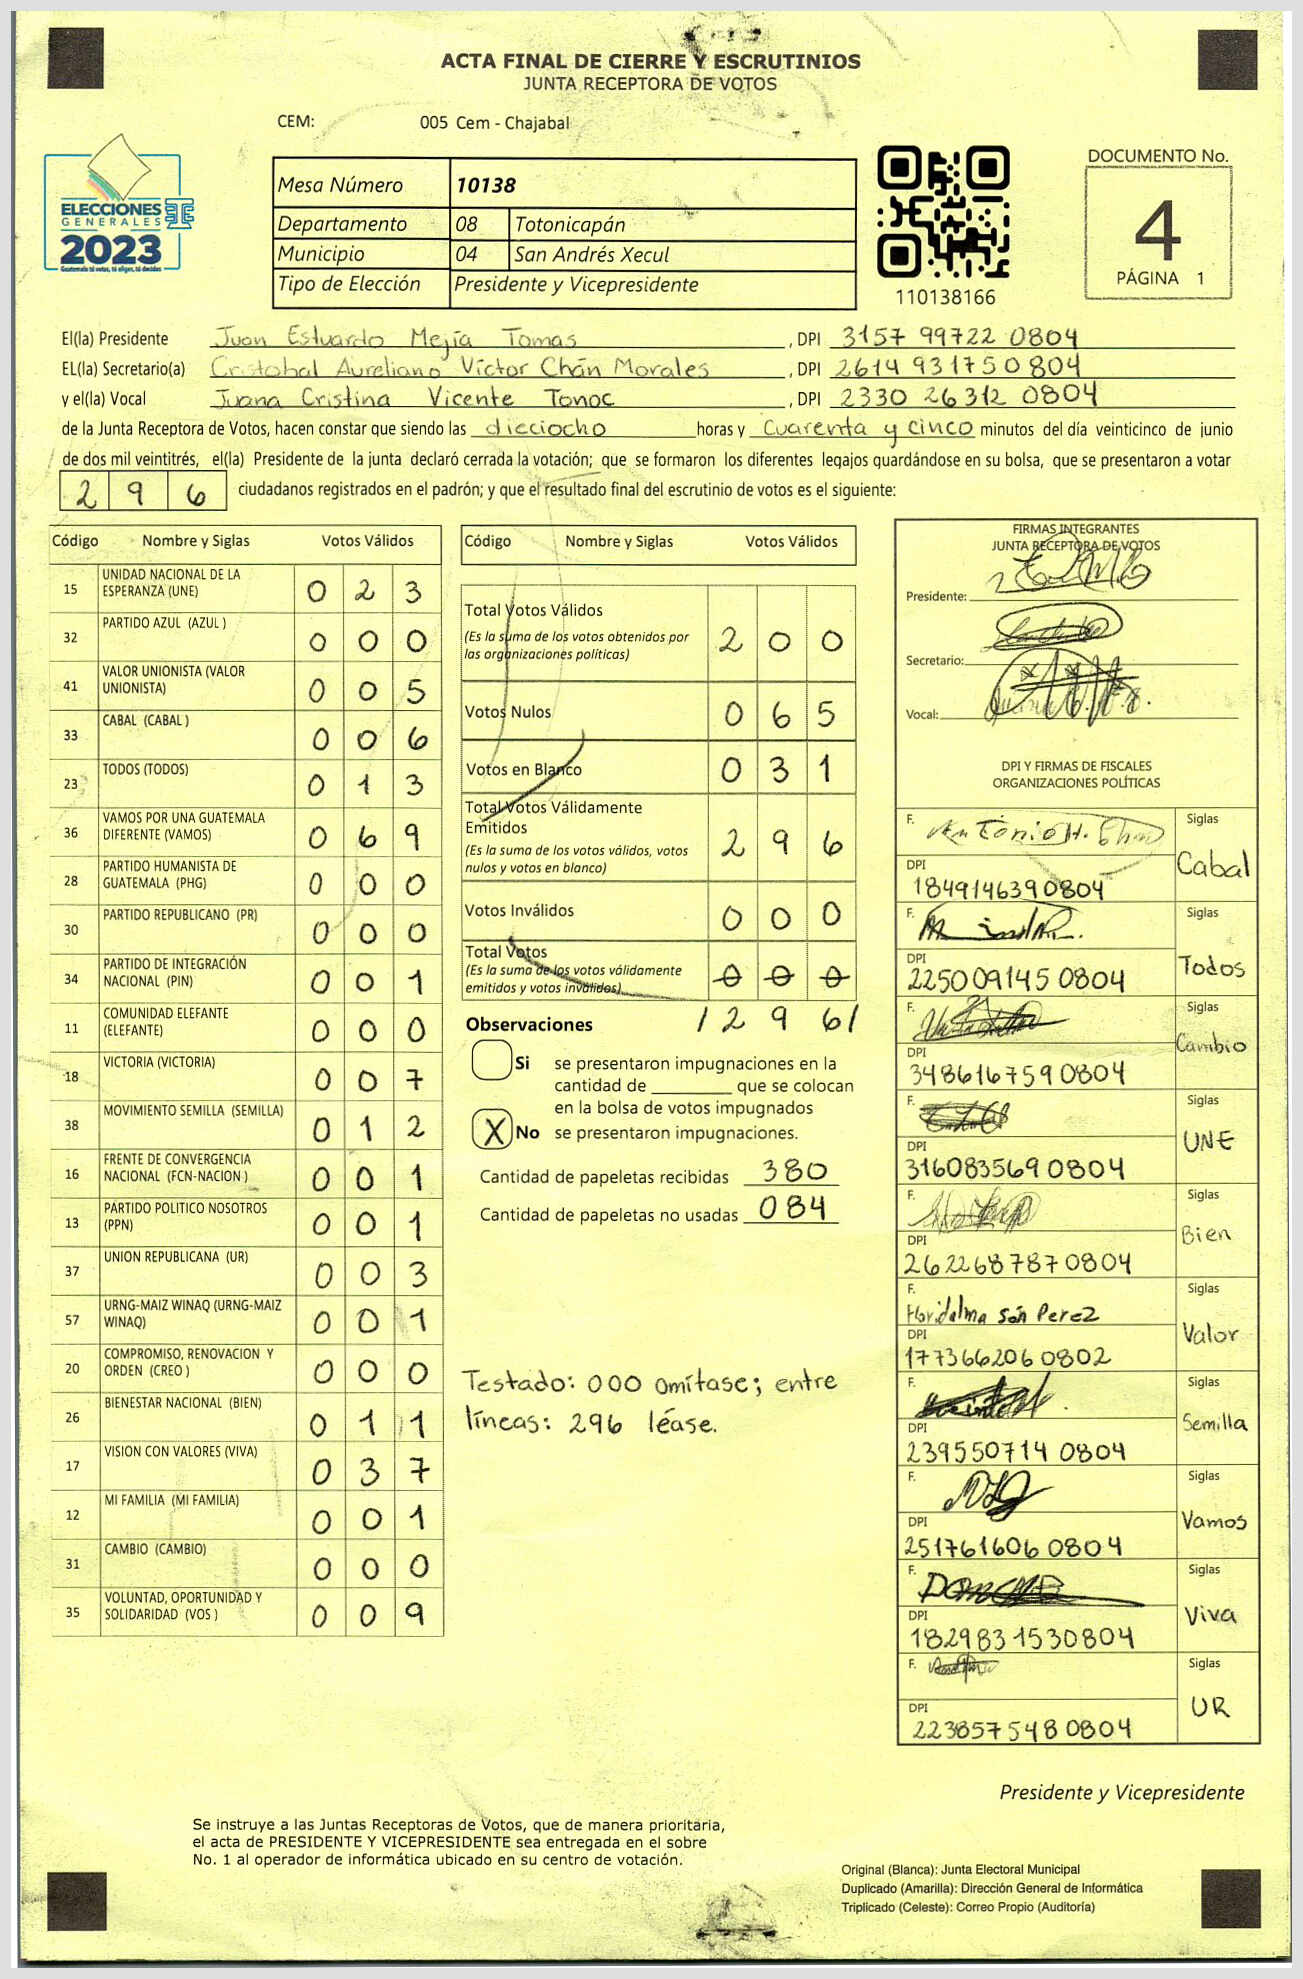 ACTA FINAL DE CIERRE Y ESCRUTINIOS
JUNTA RECEPTORA DE VOTOS
CEM: 005 Cem - Chajabal
ELECCIONES
GENERALES
2023
Guatemala tú votas, tú eliges, tú decides
Mesa Número 10138
Departamento 08 Totonicapán
Municipio 04 San Andrés Xecul
Tipo de Elección Presidente y Vicepresidente
110138166
DOCUMENTO No.
4
PÁGINA 1
El(la) Presidente Juan Estuardo Mejía Tomas, DPI 3157 99722 0804
EL(la) Secretario(a) Cristobal Aureliano Víctor Chán Morales, DPI 2614 931750804
y el(la) Vocal Juana Cristina Vicente Tonoc, DPI 2330 26312 0804
de la Junta Receptora de Votos, hacen constar que siendo las dieciocho horas y Cuarenta y cinco minutos del día veinticinco de junio
de dos mil veintitrés, el(la) Presidente de la junta declaró cerrada la votación; que se formaron los diferentes legajos guardándose en su bolsa, que se presentaron a votar
2 9 6 ciudadanos registrados en el padrón; y que el resultado final del escrutinio de votos es el siguiente:
Código Nombre y Siglas Votos Válidos
15 UNIDAD NACIONAL DE LA ESPERANZA (UNE) 0 2 3
32 PARTIDO AZUL (AZUL ) 0 0 0
41 VALOR UNIONISTA (VALOR UNIONISTA) 0 0 5
33 CABAL (CABAL ) 0 0 6
23 TODOS (TODOS) 0 1 3
36 VAMOS POR UNA GUATEMALA DIFERENTE (VAMOS) 0 6 9
28 PARTIDO HUMANISTA DE GUATEMALA (PHG) 0 0 0
30 PARTIDO REPUBLICANO (PR) 0 0 0
34 PARTIDO DE INTEGRACIÓN NACIONAL (PIN) 0 0 1
11 COMUNIDAD ELEFANTE (ELEFANTE) 0 0 0
18 VICTORIA (VICTORIA) 0 0 7
38 MOVIMIENTO SEMILLA (SEMILLA) 0 1 2
16 FRENTE DE CONVERGENCIA NACIONAL (FCN-NACION ) 0 0 1
13 PARTIDO POLITICO NOSOTROS (PPN) 0 0 1
37 UNION REPUBLICANA (UR) 0 0 3
57 URNG-MAIZ WINAQ (URNG-MAIZ WINAQ) 0 0 1
20 COMPROMISO, RENOVACION Y ORDEN (CREO ) 0 0 0
26 BIENESTAR NACIONAL (BIEN) 0 1 1
17 VISION CON VALORES (VIVA) 0 3 7
12 MI FAMILIA (MI FAMILIA) 0 0 1
31 CAMBIO (CAMBIO) 0 0 0
35 VOLUNTAD, OPORTUNIDAD Y SOLIDARIDAD (VOS ) 0 0 9
Código Nombre y Siglas Votos Válidos
Total Votos Válidos 2 0 0
(Es la suma de los votos obtenidos por
las organizaciones políticas)
Votos Nulos 0 6 5
Votos en Blanco 0 3 1
Total Votos Válidamente
Emitidos 2 9 6
(Es la suma de los votos válidos, votos
nulos y votos en blanco)
Votos Inválidos 0 0 0
Total Votos 0 0 0
(Es la suma de los votos válidamente
emitidos y votos inválidos)
/ 2 9 6 /
Observaciones
Si se presentaron impugnaciones en la
cantidad de ________ que se colocan
en la bolsa de votos impugnados
X No se presentaron impugnaciones.
Cantidad de papeletas recibidas 380
Cantidad de papeletas no usadas 084
Testado: 000 omítase; entre
líneas: 296 léase.
FIRMAS INTEGRANTES
JUNTA RECEPTORA DE VOTOS
Presidente:
Secretario:
Vocal:
DPI Y FIRMAS DE FISCALES
ORGANIZACIONES POLÍTICAS
F. Siglas
DPI 1849146390804 Cabal
F. Siglas
DPI 225009145 0804 Todos
F. Siglas
DPI 348616759 0804 Cambio
F. Siglas
DPI 316083569 0804 UNE
F. Siglas
DPI 262268787 0804 Bien
F. Floridalma Són Perez Siglas
DPI 177366206 0802 Valor
F. Siglas
DPI 239550714 0804 Semilla
F. Siglas
DPI 251761606 0804 Vamos
F. Siglas
DPI 1829831530804 Viva
F. Siglas
DPI 223857548 0804 UR
Presidente y Vicepresidente
Se instruye a las Juntas Receptoras de Votos, que de manera prioritaria,
el acta de PRESIDENTE Y VICEPRESIDENTE sea entregada en el sobre
No. 1 al operador de informática ubicado en su centro de votación.
Original (Blanca): Junta Electoral Municipal
Duplicado (Amarilla): Dirección General de Informática
Triplicado (Celeste): Correo Propio (Auditoría)